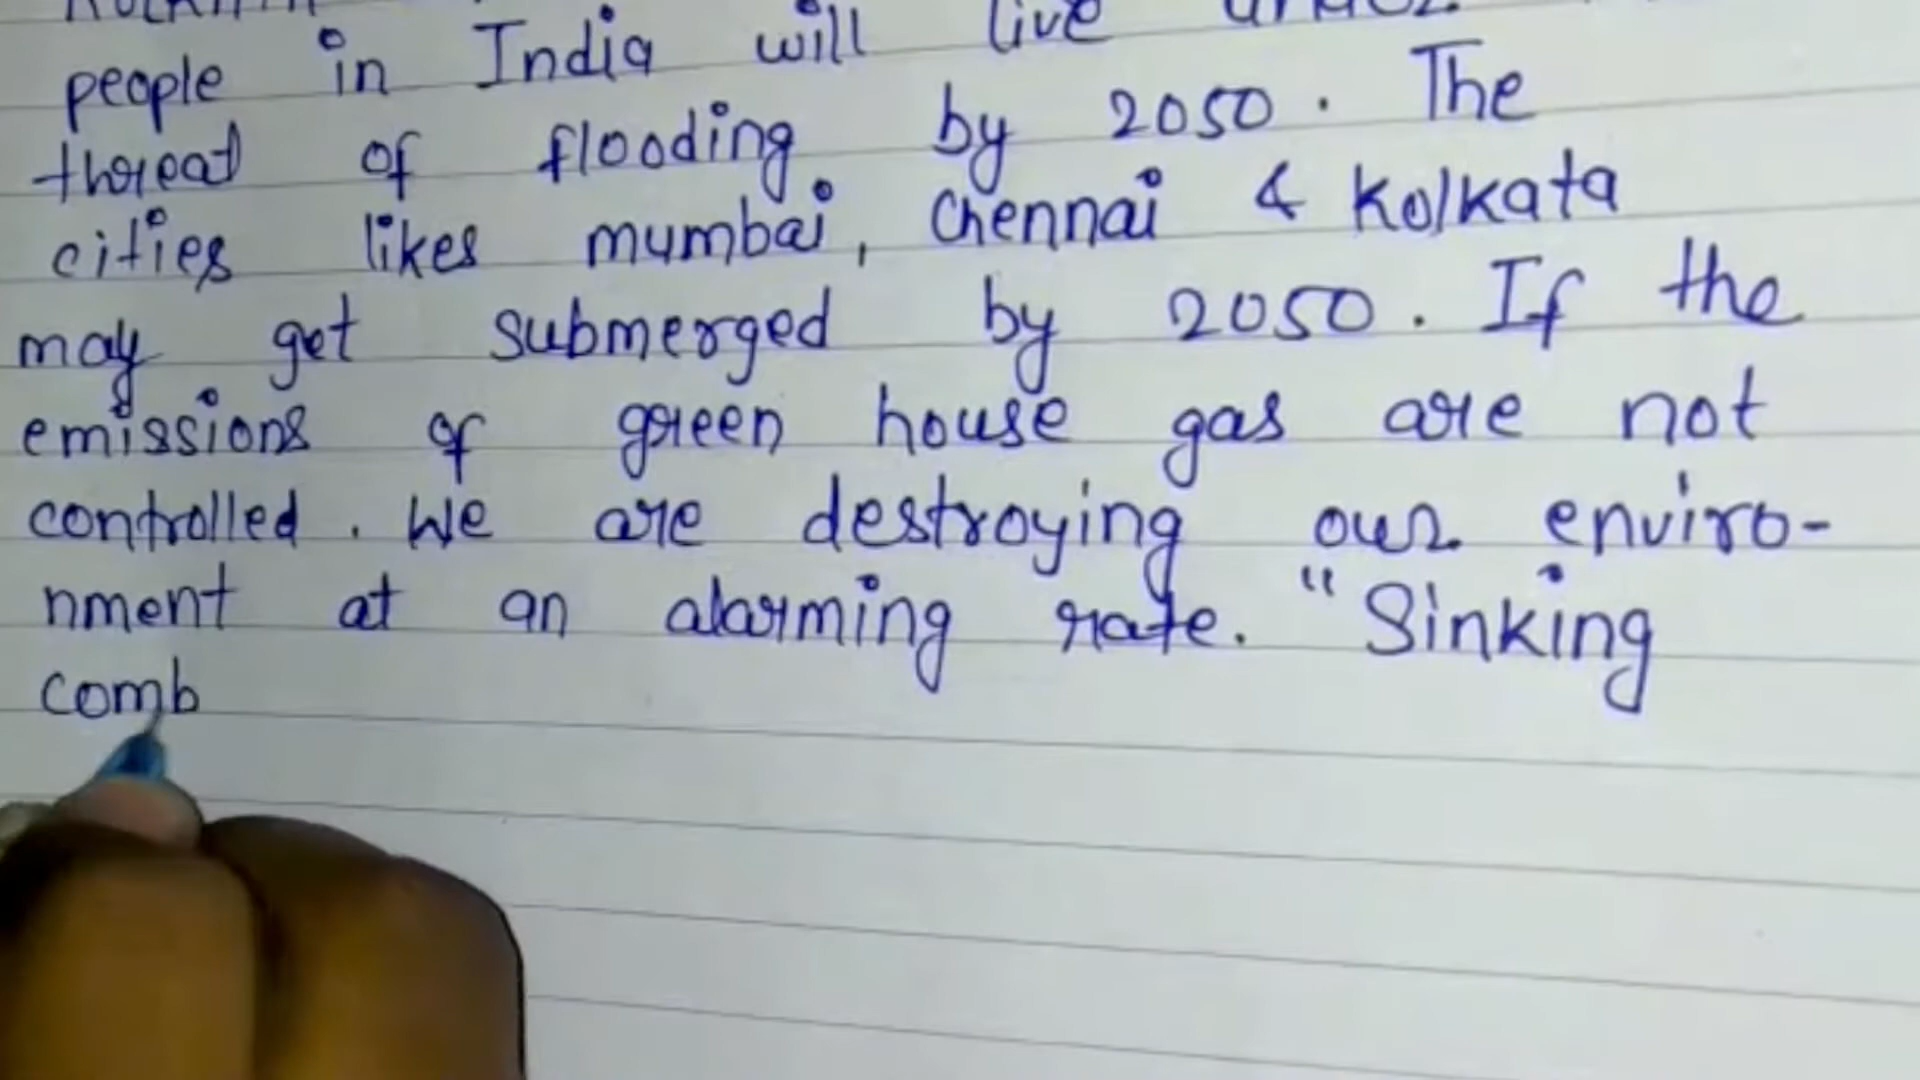 people in India will live under
threat of flooding by 2050. The
cities likes mumbai, Chennai & Kolkata
may get submerged by 2050. If the
emissions of green house gas are not
controlled. We are destroying our enviro-
nment at an alarming rate. "Sinking
comb